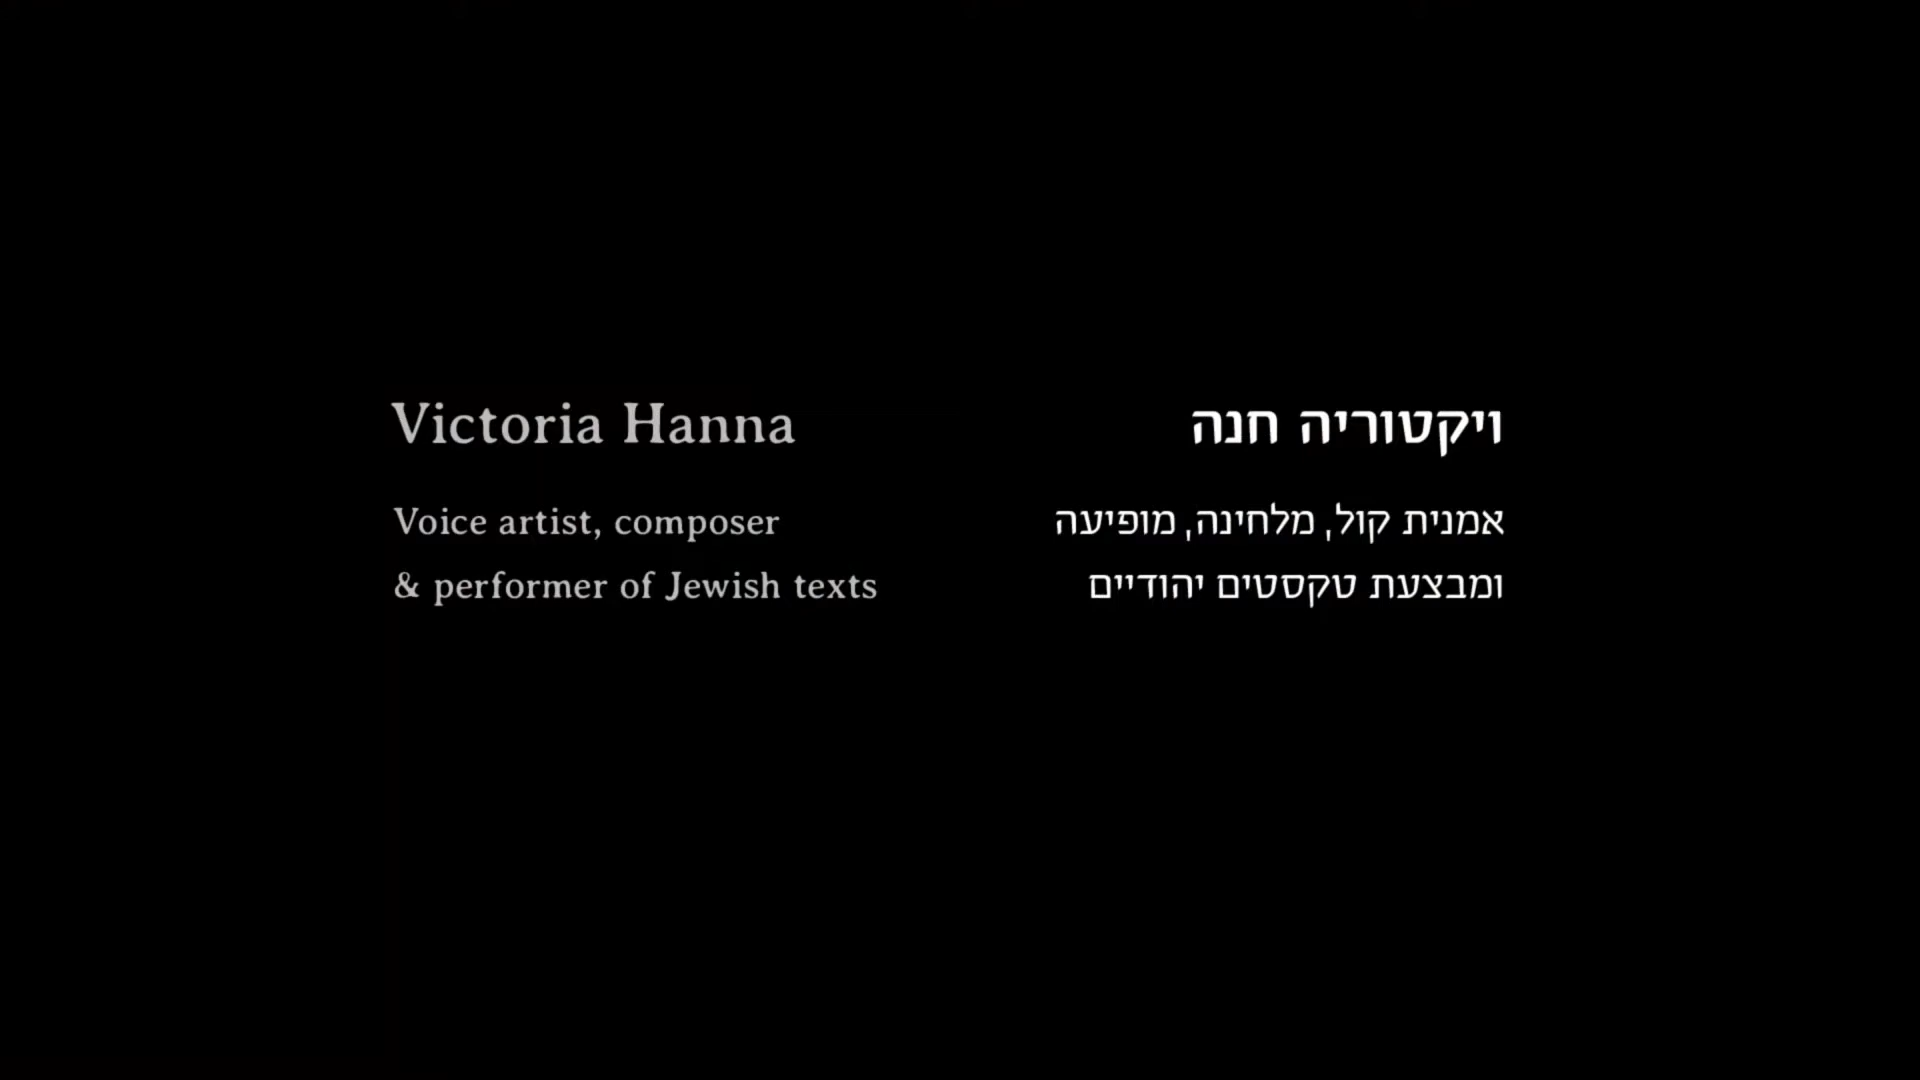 Victoria Hanna
Voice artist, composer
& performer of Jewish texts
ויקטוריה חנה
אמנית קול, מלחינה, מופיעה
ומבצעת טקסטים יהודיים